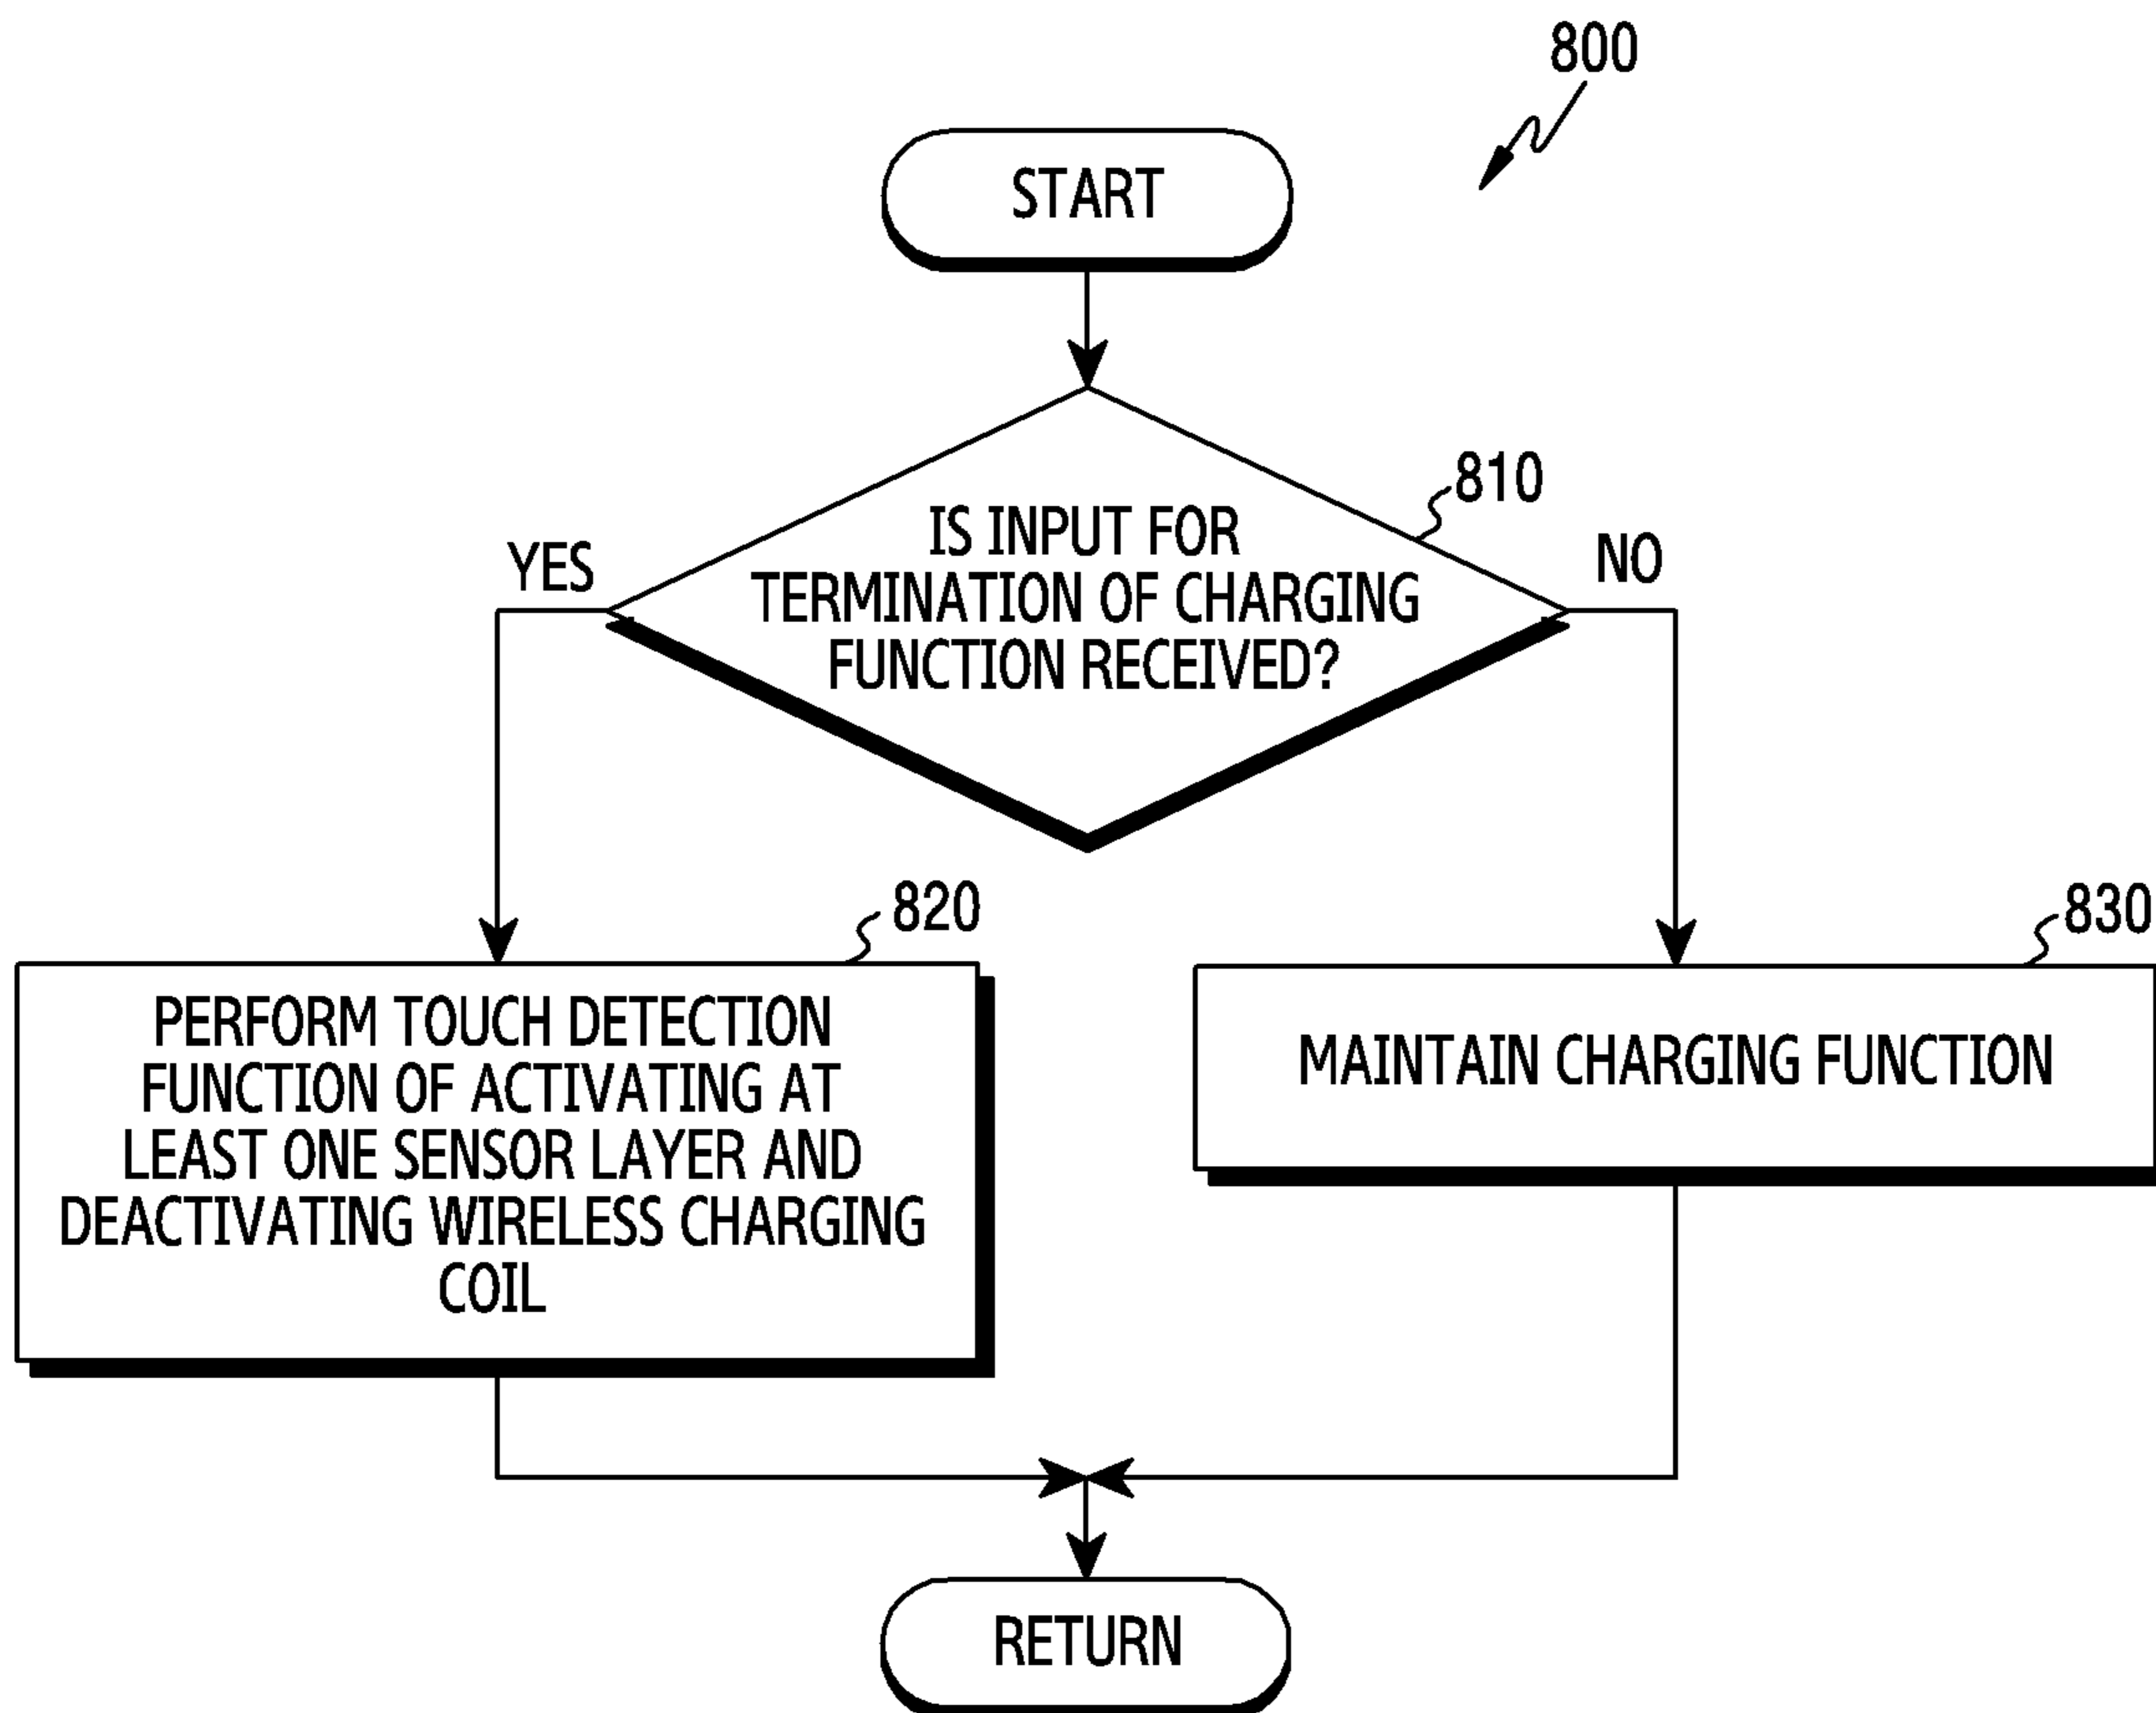 800
START
810
IS INPUT FOR
TERMINATION OF CHARGING
FUNCTION RECEIVED?
YES
NO
820
PERFORM TOUCH DETECTION
FUNCTION OF ACTIVATING AT
LEAST ONE SENSOR LAYER AND
DEACTIVATING WIRELESS CHARGING
COIL
830
MAINTAIN CHARGING FUNCTION
RETURN